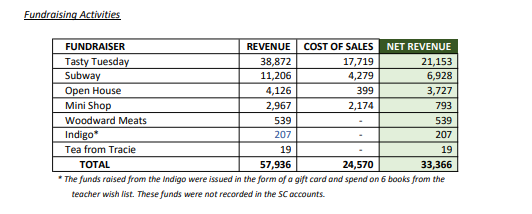 Fundraising Activities
FUNDRAISER REVENUE COST OF SALES NET REVENUE
Tasty Tuesday 38,872 17,719 21,153
Subway 11,206 4,279 6,928
Open House 4,126 399 3,727
Mini Shop 2,967 2,174 793
Woodward Meats 539 - 539
Indigo* 207 - 207
Tea from Tracie 19 - 19
TOTAL 57,936 24,570 33,366
* The funds raised from the Indigo were issued in the form of a gift card and spend on 6 books from the
teacher wish list. These funds were not recorded in the SC accounts.